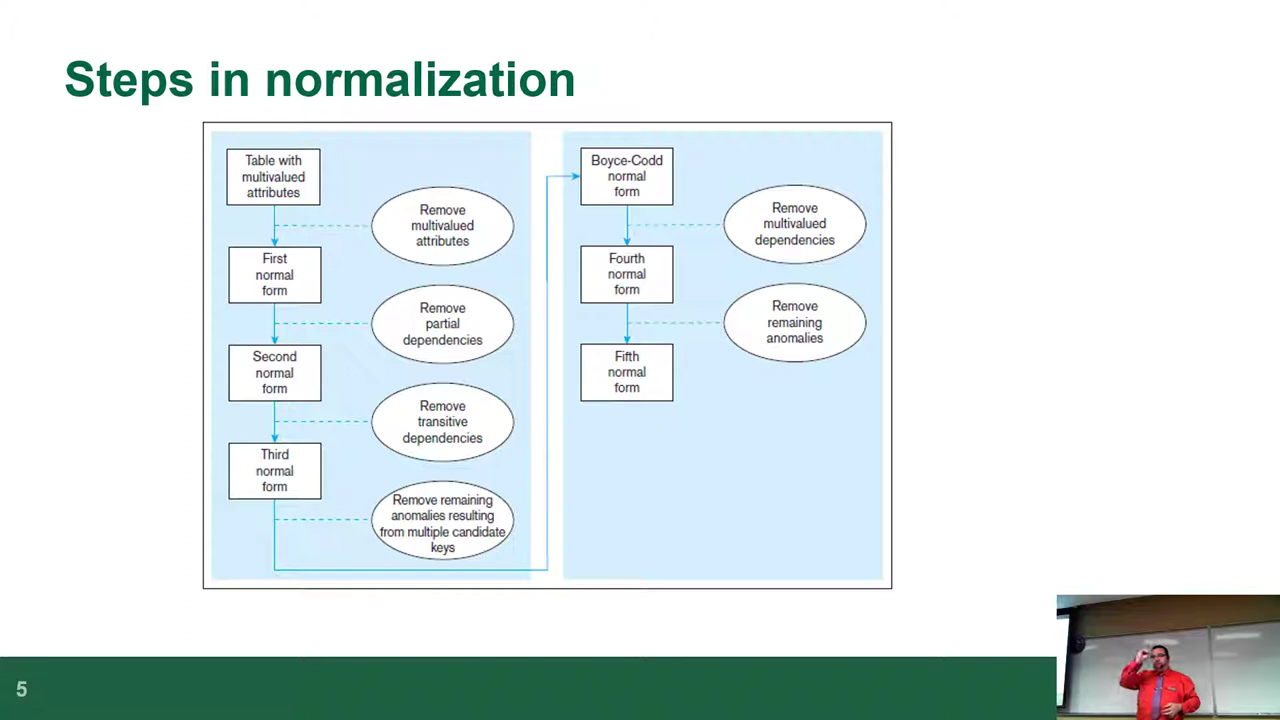 Steps in normalization
Table with
multivalued
attributes
Remove
multivalued
attributes
First
normal
form
Remove
partial
dependencies
Second
normal
form
Remove
transitive
dependencies
Third
normal
form
Remove remaining
anomalies resulting
from multiple candidate
keys
Boyce-Codd
normal
form
Remove
multivalued
dependencies
Fourth
normal
form
Remove
remaining
anomalies
Fifth
normal
form
5